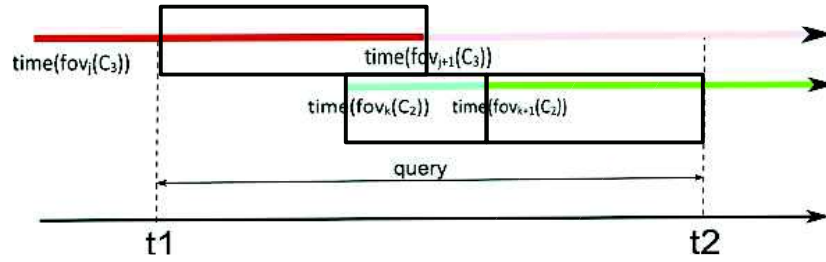 time(fovⱼ(C₃)) time(fovⱼ₊₁(C₃))
time(fovₖ(C₂)) time(fovₖ₊₁(C₂))
query
t1 t2